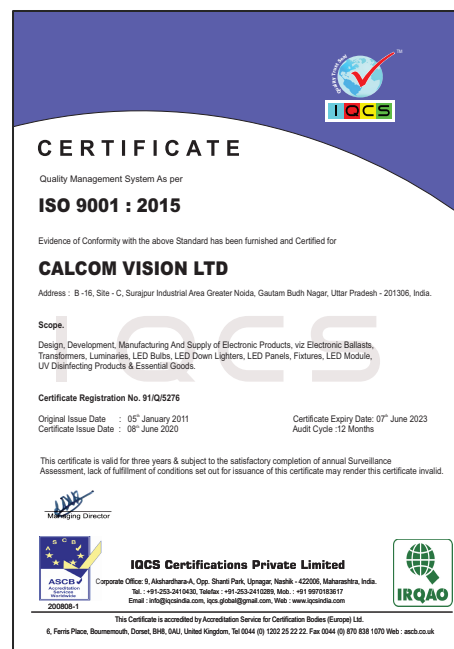 Quality Trust Seal
TM
IQCS
CERTIFICATE
Quality Management System As per
ISO 9001 : 2015
Evidence of Conformity with the above Standard has been furnished and Certified for
CALCOM VISION LTD
Address : B -16, Site - C, Surajpur Industrial Area Greater Noida, Gautam Budh Nagar, Uttar Pradesh - 201306, India.
IQCS
Scope.
Design, Development, Manufacturing And Supply of Electronic Products, viz Electronic Ballasts,
Transformers, Luminaries, LED Bulbs, LED Down Lighters, LED Panels, Fixtures, LED Module,
UV Disinfecting Products & Essential Goods.
Certificate Registration No. 91/Q/5276
Original Issue Date : 05th January 2011 Certificate Expiry Date: 07th June 2023
Certificate Issue Date : 08th June 2020 Audit Cycle :12 Months
This certificate is valid for three years & subject to the satisfactory completion of annual Surveillance
Assessment, lack of fulfillment of conditions set out for issuance of this certificate may render this certificate invalid.
Managing Director
ASCB
ASCB
Accreditation
Services
Worldwide
200808-1
IQCS Certifications Private Limited
Corporate Office: 9, Akshardhara-A, Opp. Shanti Park, Upnagar, Nashik - 422006, Maharashtra, India.
Tel. : +91-253-2410430, Telefax : +91-253-2410289, Mob. : +91 9970183617
Email : info@iqcsindia.com, iqcs.global@gmail.com, Web : www.iqcsindia.com
IRQAO
This Certificate is accredited by Accreditation Service for Certification Bodies (Europe) Ltd.
6, Ferris Place, Bournemouth, Dorset, BH8, 0AU, United Kingdom, Tel 0044 (0) 1202 25 22 22. Fax 0044 (0) 870 838 1070 Web : ascb.co.uk